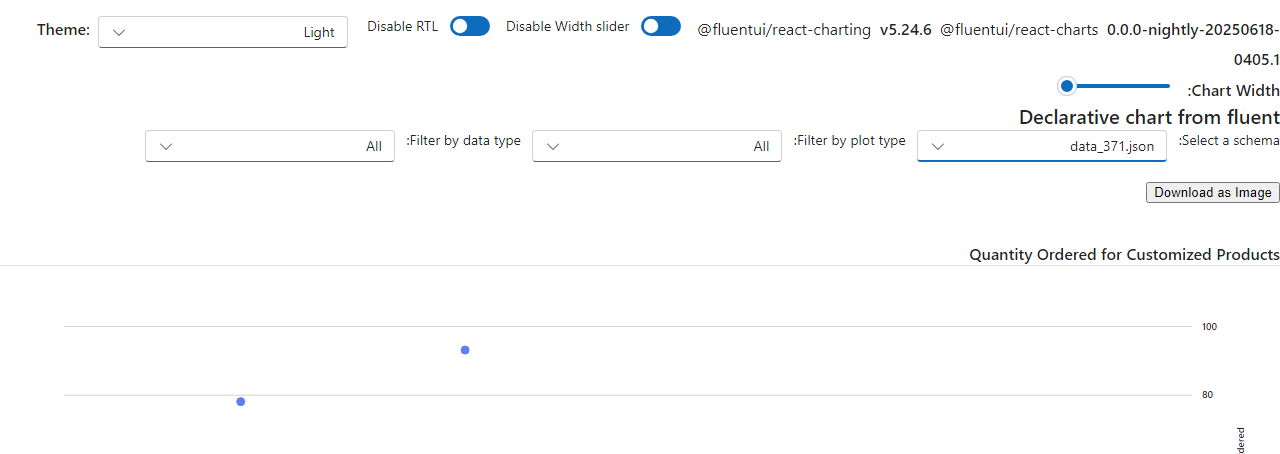 Theme: Light Disable RTL Disable Width slider @fluentui/react-charting v5.24.6 @fluentui/react-charts 0.0.0-nightly-20250618-
0405.1
:Chart Width
Declarative chart from fluent
:Select a schema data_371.json :Filter by plot type All :Filter by data type All
Download as Image
Quantity Ordered for Customized Products
100
80